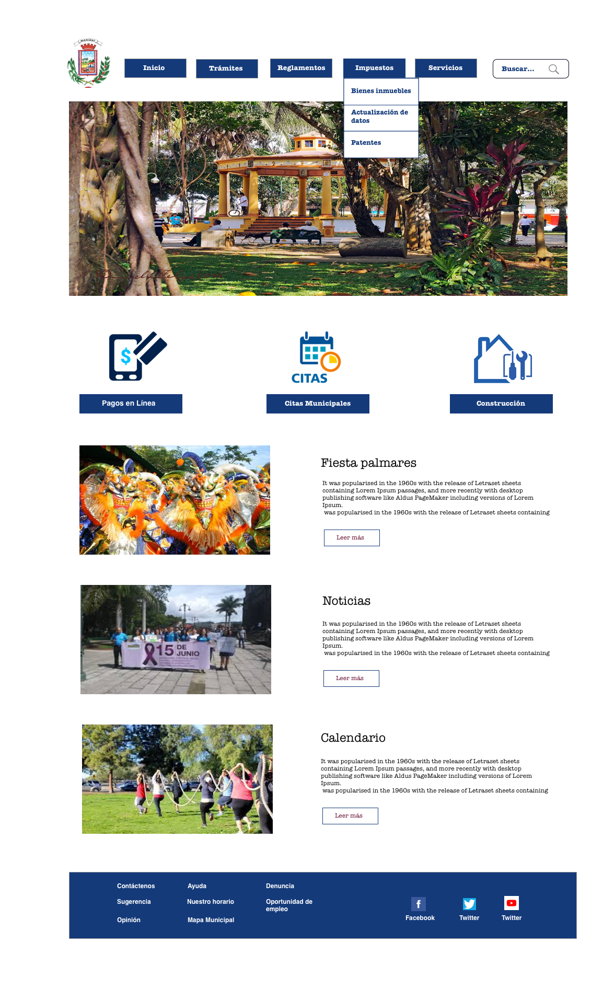 PALMARES
Inicio
Trámites
Reglamentos
Impuestos
Servicios
Buscar...
Bienes inmuebles
Actualización de
datos
Patentes
$
CITAS
Pagos en Línea
Citas Municipales
Construcción
Fiesta palmares
It was popularised in the 1960s with the release of Letraset sheets
containing Lorem Ipsum passages, and more recently with desktop
publishing software like Aldus PageMaker including versions of Lorem
Ipsum.
was popularised in the 1960s with the release of Letraset sheets containing
Leer más
15 DE
JUNIO
Noticias
It was popularised in the 1960s with the release of Letraset sheets
containing Lorem Ipsum passages, and more recently with desktop
publishing software like Aldus PageMaker including versions of Lorem
Ipsum.
was popularised in the 1960s with the release of Letraset sheets containing
Leer más
Calendario
It was popularised in the 1960s with the release of Letraset sheets
containing Lorem Ipsum passages, and more recently with desktop
publishing software like Aldus PageMaker including versions of Lorem
Ipsum.
was popularised in the 1960s with the release of Letraset sheets containing
Leer más
Contáctenos
Ayuda
Denuncia
Sugerencia
Nuestro horario
Oportunidad de
empleo
Opinión
Mapa Municipal
f
Facebook
Twitter
Twitter